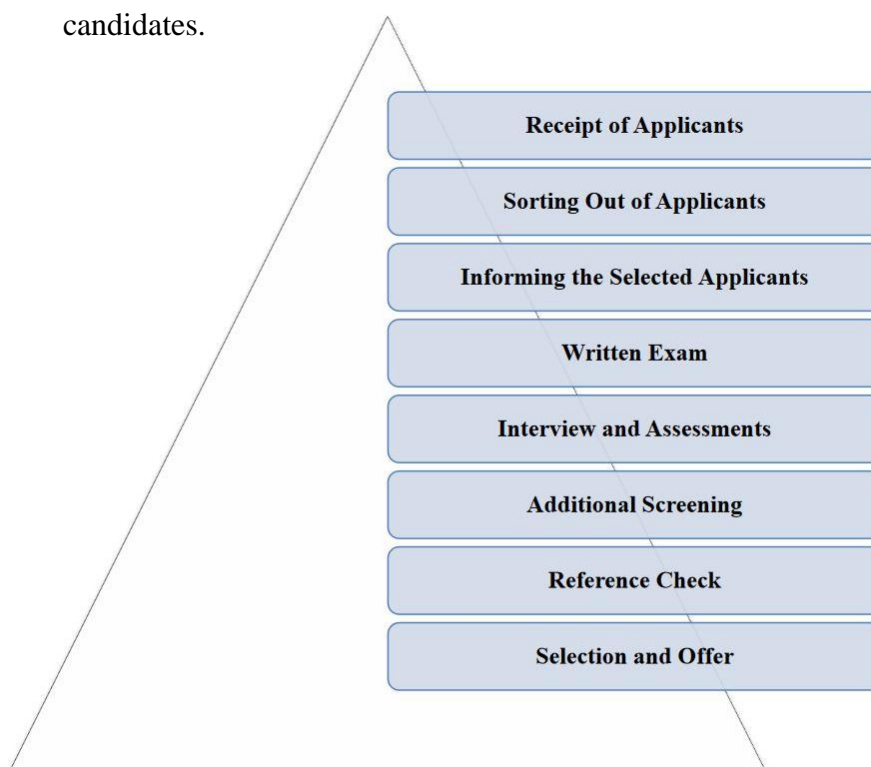 candidates.
Receipt of Applicants
Sorting Out of Applicants
Informing the Selected Applicants
Written Exam
Interview and Assessments
Additional Screening
Reference Check
Selection and Offer